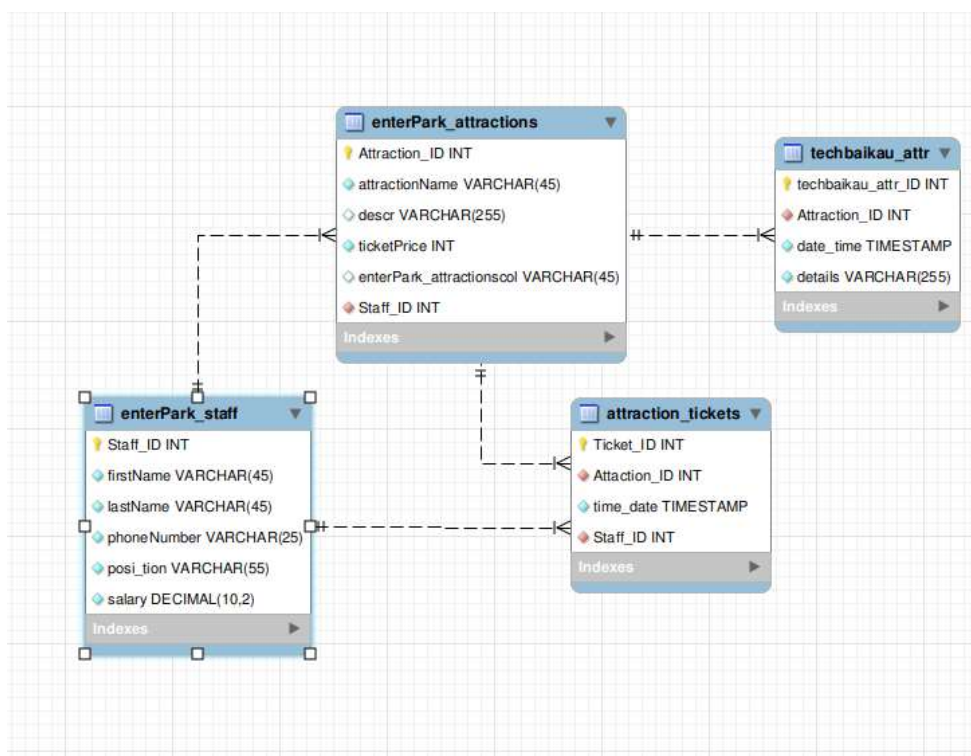 enterPark_attractions
Attraction_ID INT
attractionName VARCHAR(45)
descr VARCHAR(255)
ticketPrice INT
enterPark_attractionscol VARCHAR(45)
Staff_ID INT
Indexes
techbaikau_attr
techbaikau_attr_ID INT
Attraction_ID INT
date_time TIMESTAMP
details VARCHAR(255)
Indexes
enterPark_staff
Staff_ID INT
firstName VARCHAR(45)
lastName VARCHAR(45)
phoneNumber VARCHAR(25)
posi_tion VARCHAR(55)
salary DECIMAL(10,2)
Indexes
attraction_tickets
Ticket_ID INT
Attaction_ID INT
time_date TIMESTAMP
Staff_ID INT
Indexes